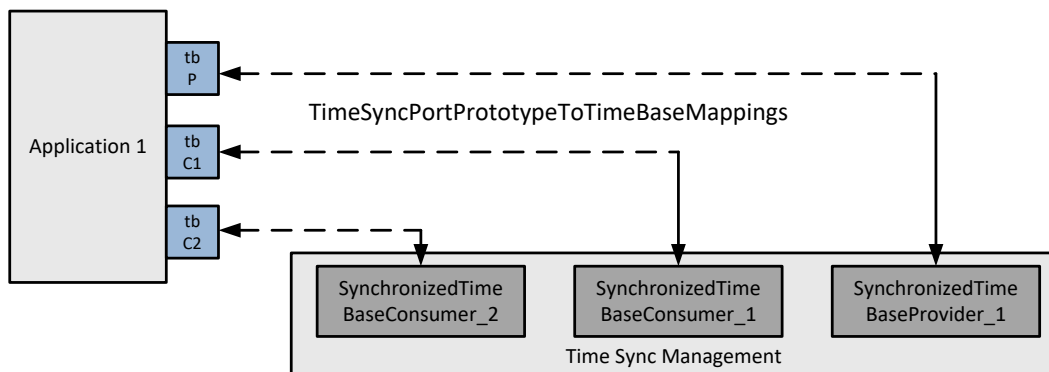 tb
P
TimeSyncPortPrototypeToTimeBaseMappings
Application 1
tb
C1
tb
C2
SynchronizedTime
BaseConsumer_2
SynchronizedTime
BaseConsumer_1
SynchronizedTime
BaseProvider_1
Time Sync Management